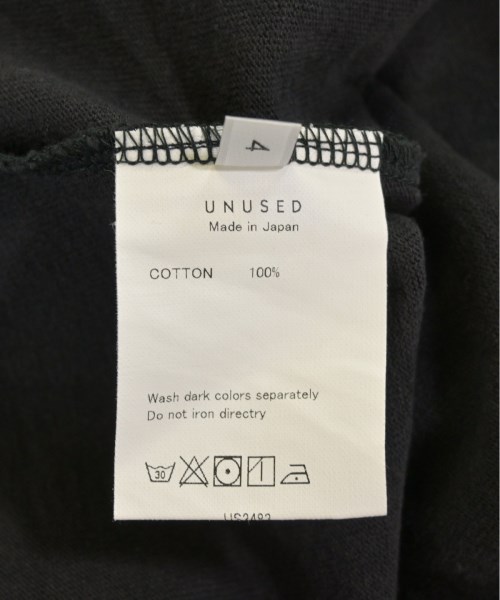 4
UNUSED
Made in Japan
COTTON 100%
Wash dark colors separately
Do not iron directry
30